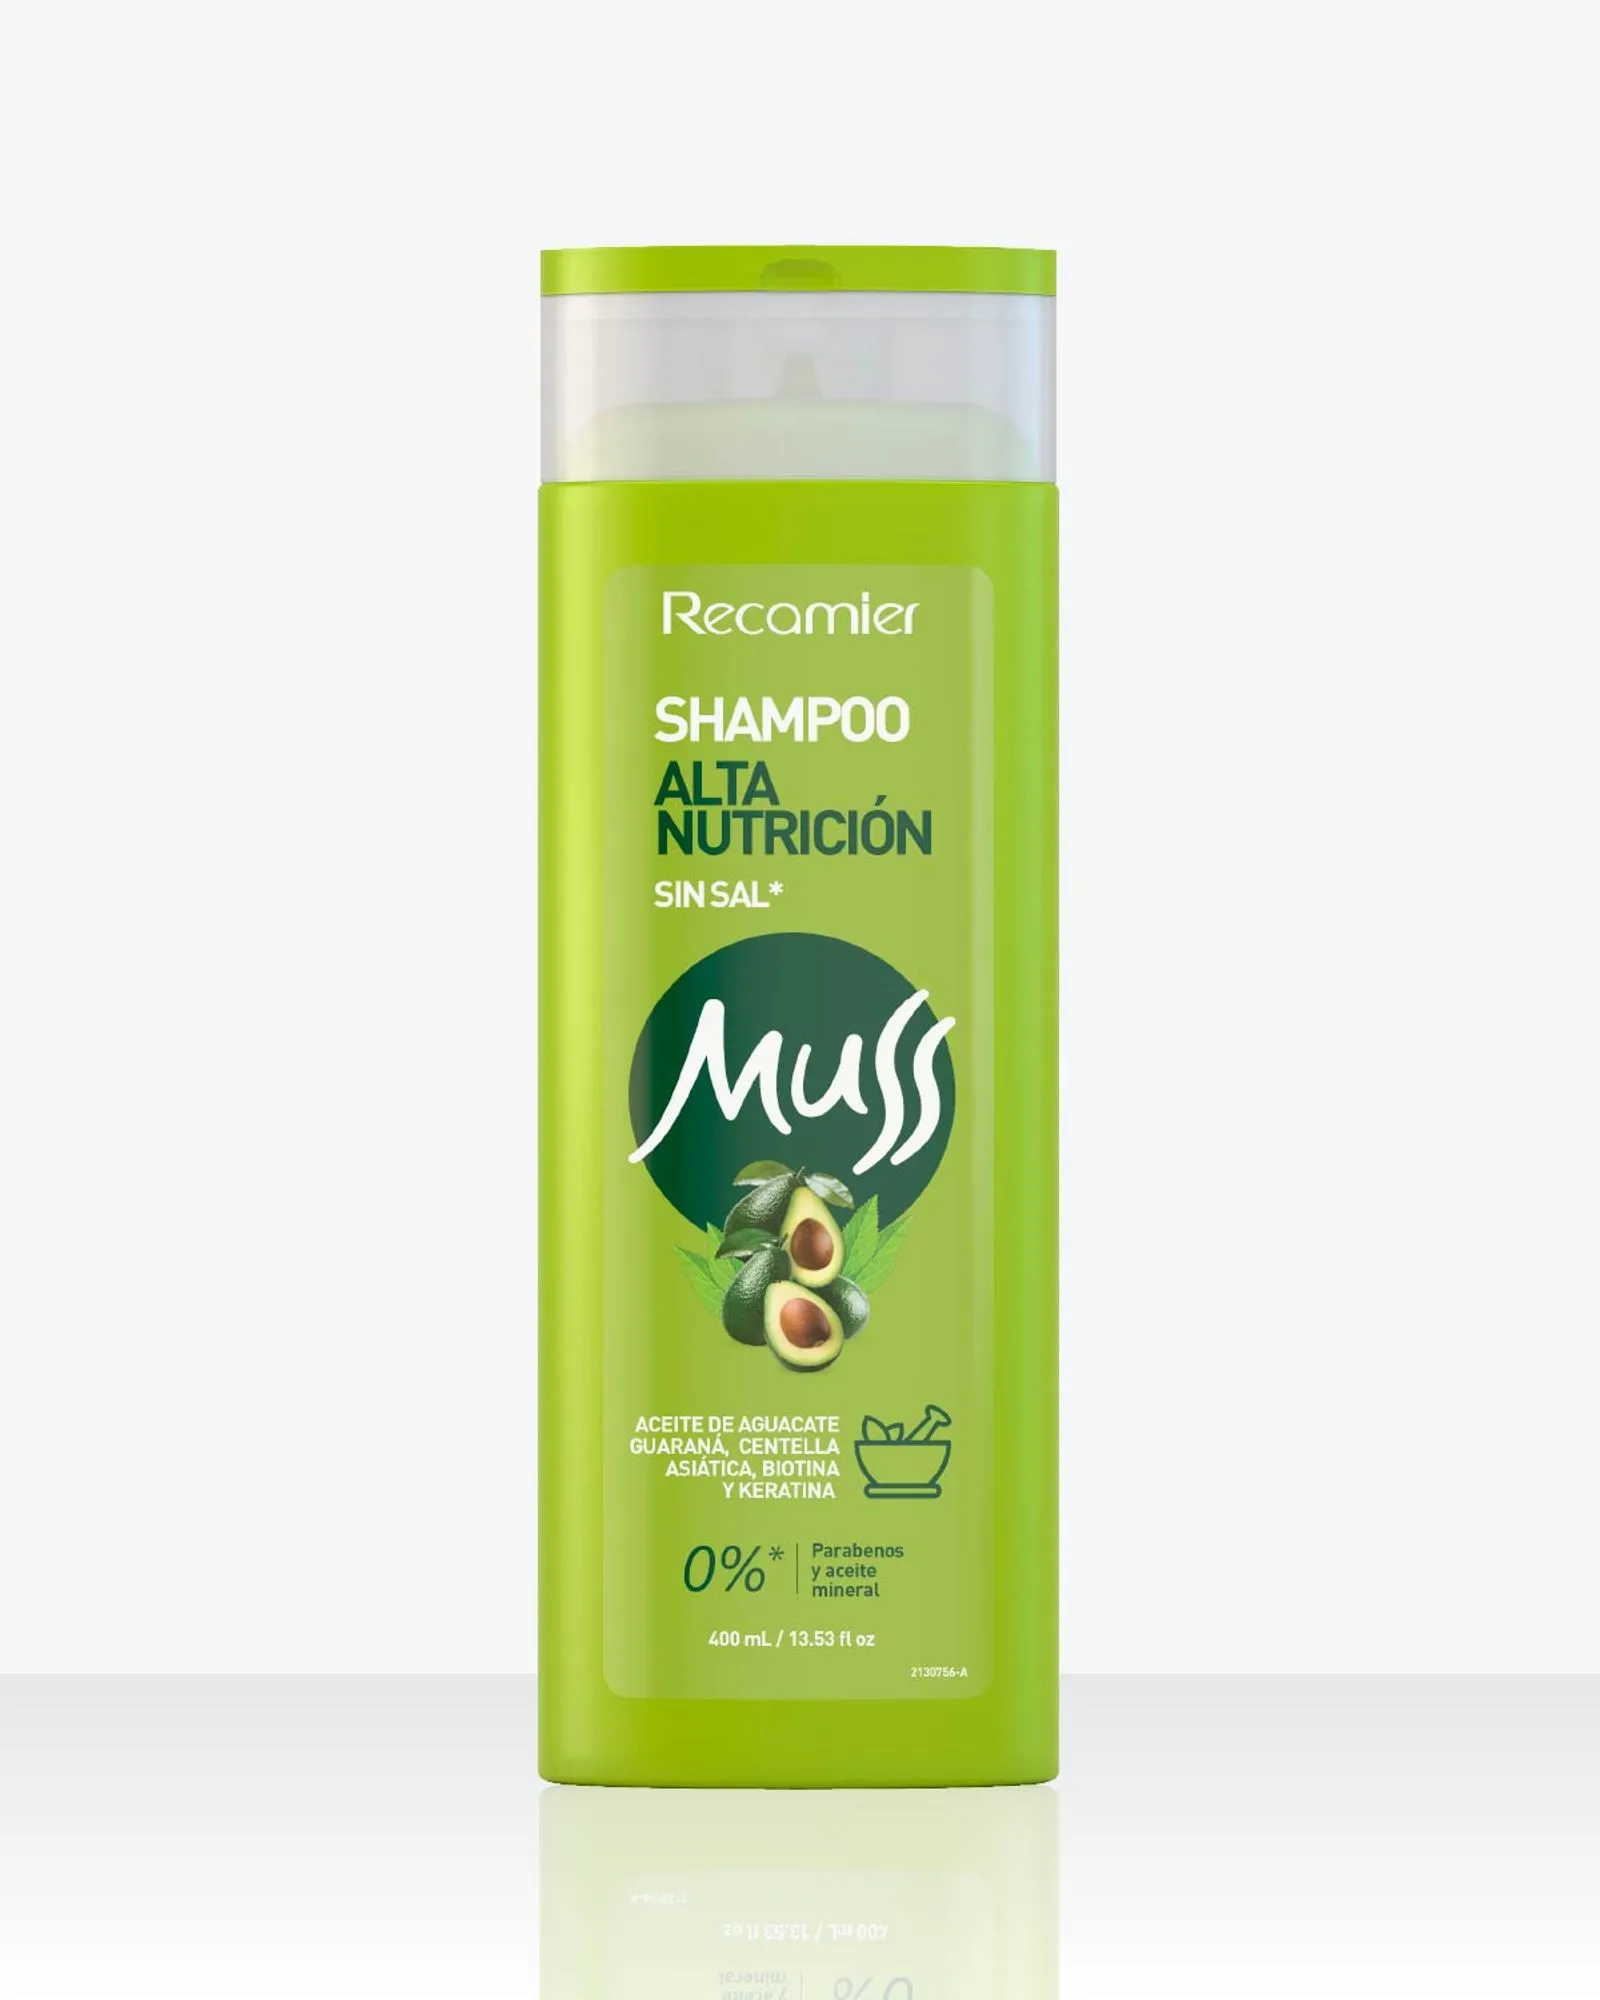 Recamier
SHAMPOO
ALTA
NUTRICIÓN
SIN SAL*
Muss
ACEITE DE AGUACATE
GUARANÁ, CENTELLA
ASIÁTICA, BIOTINA
Y KERATINA
0%*
Parabenos
y aceite
mineral
400 mL / 13.53 fl oz
2130756-A